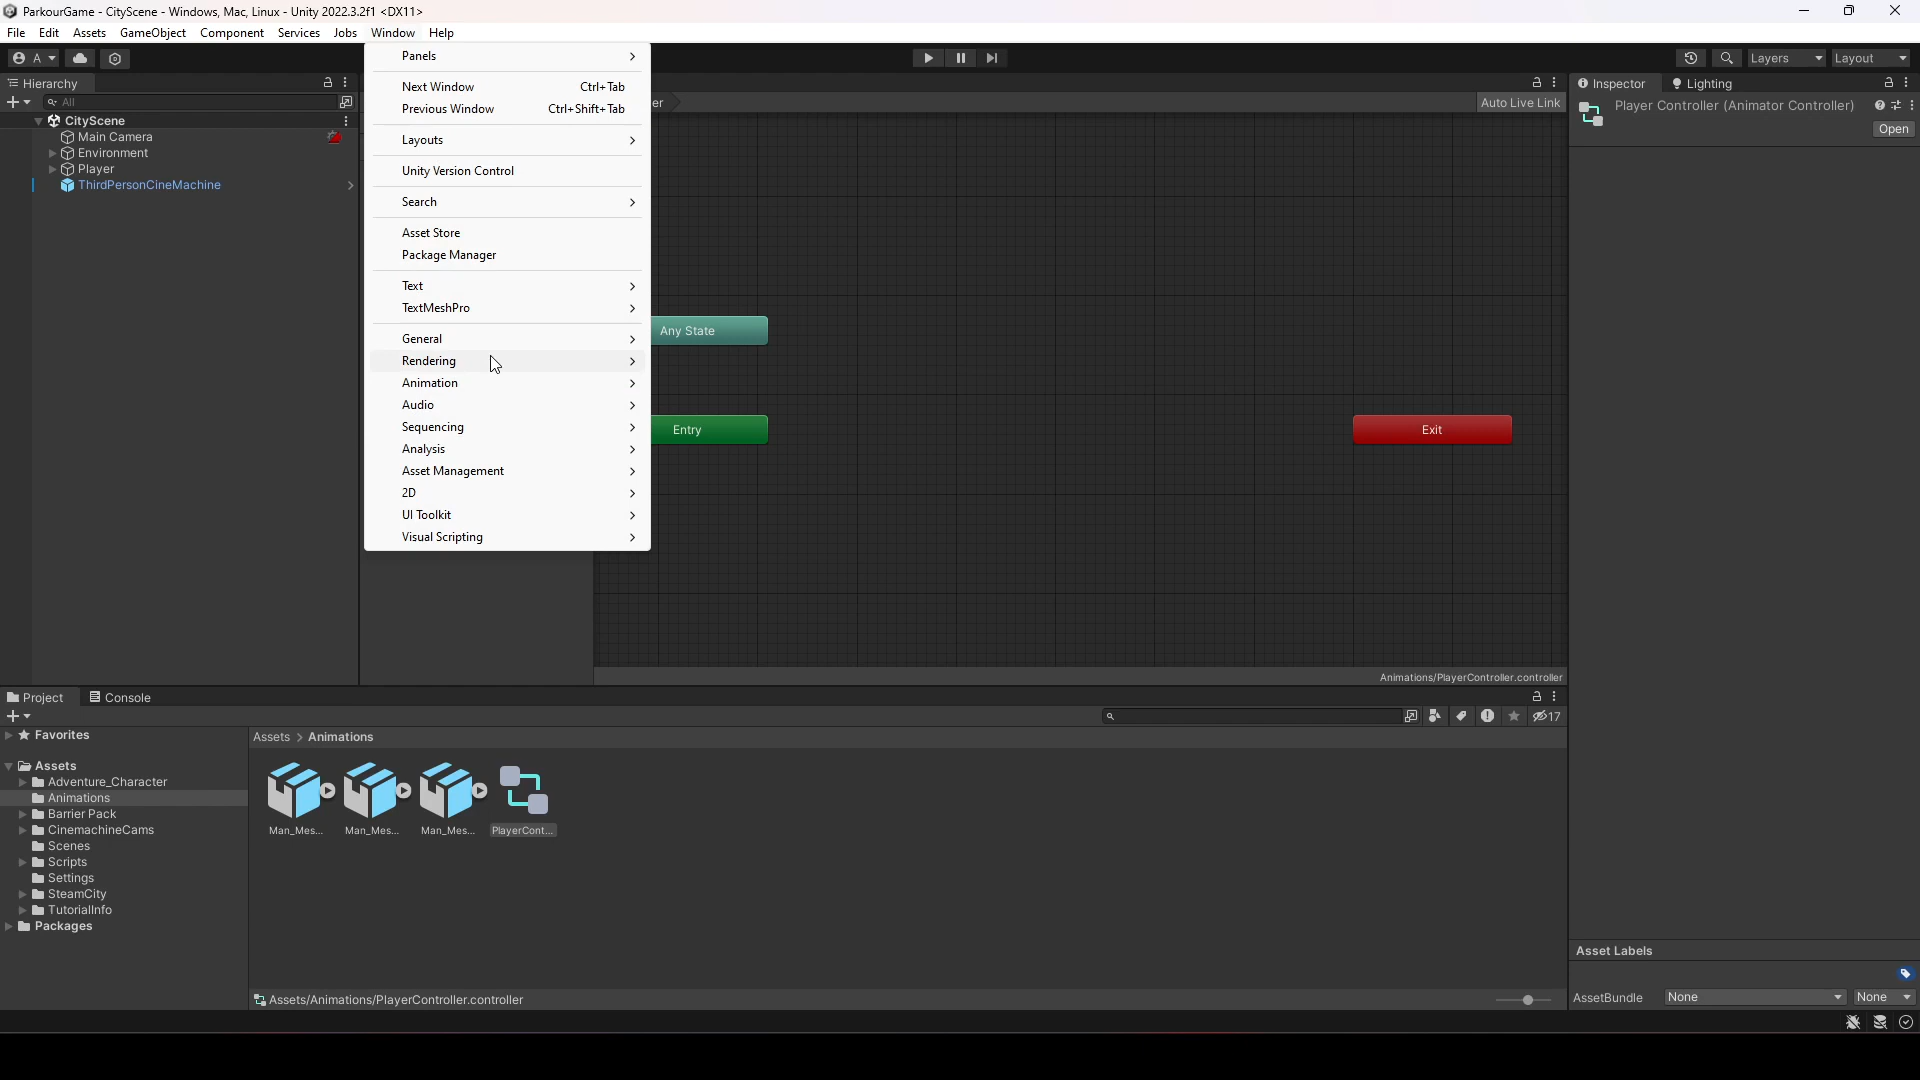 ParkourGame - CityScene - Windows, Mac, Linux - Unity 2022.3.2f1 <DX11>
File Edit Assets GameObject Component Services Jobs Window Help
A Layers Layout
Hierarchy
All
CityScene
Main Camera
Environment
Player
ThirdPersonCineMachine
Panels
Next Window Ctrl+Tab
Previous Window Ctrl+Shift+Tab
Layouts
Unity Version Control
Search
Asset Store
Package Manager
Text
TextMeshPro
General
Rendering
Animation
Audio
Sequencing
Analysis
Asset Management
2D
UI Toolkit
Visual Scripting
er Auto Live Link
Any State
Entry
Exit
Animations/PlayerController.controller
Inspector Lighting
Player Controller (Animator Controller)
Open
Project Console
17
Favorites
Assets
Adventure_Character
Animations
Barrier Pack
CinemachineCams
Scenes
Scripts
Settings
SteamCity
TutorialInfo
Packages
Assets > Animations
Man_Mes... Man_Mes... Man_Mes... PlayerCont...
Assets/Animations/PlayerController.controller
Asset Labels
AssetBundle None None